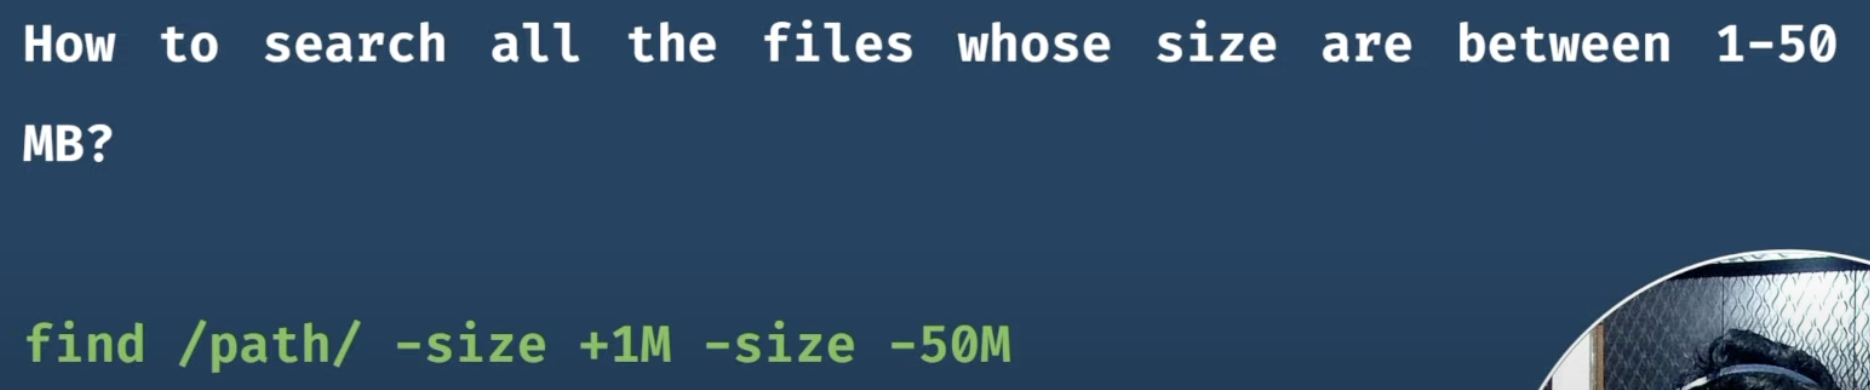 How to search all the files whose size are between 1-50
MB?
find /path/ -size +1M -size -50M